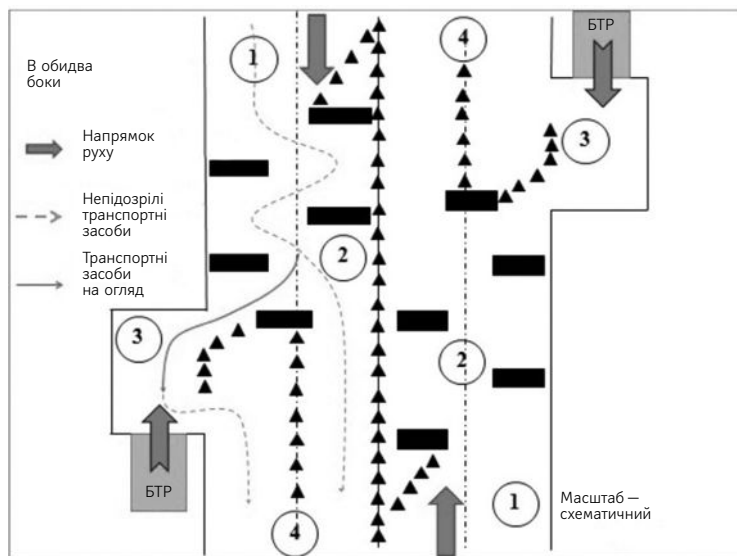 1
4
БТР
В обидва
боки
3
Напрямок
руху
Непідозрілі
транспортні
засоби
2
Транспортні
засоби
на огляд
3
2
БТР
1
Масштаб —
схематичний
4